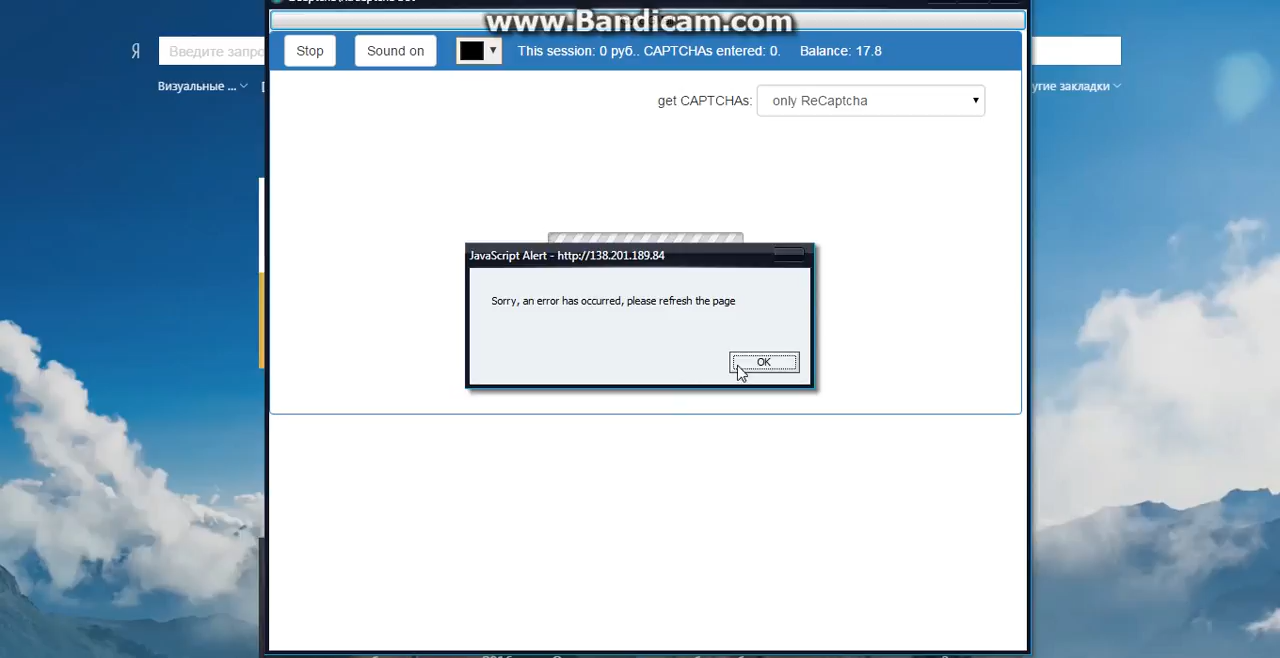 www.Bandicam.com
Stop
Sound on
▼
This session: 0 руб.. CAPTCHAs entered: 0.
Balance: 17.8
Я
Введите запро
Визуальные ...
угие закладки
get CAPTCHAs:
only ReCaptcha
JavaScript Alert - http://138.201.189.84
Sorry, an error has occurred, please refresh the page
OK